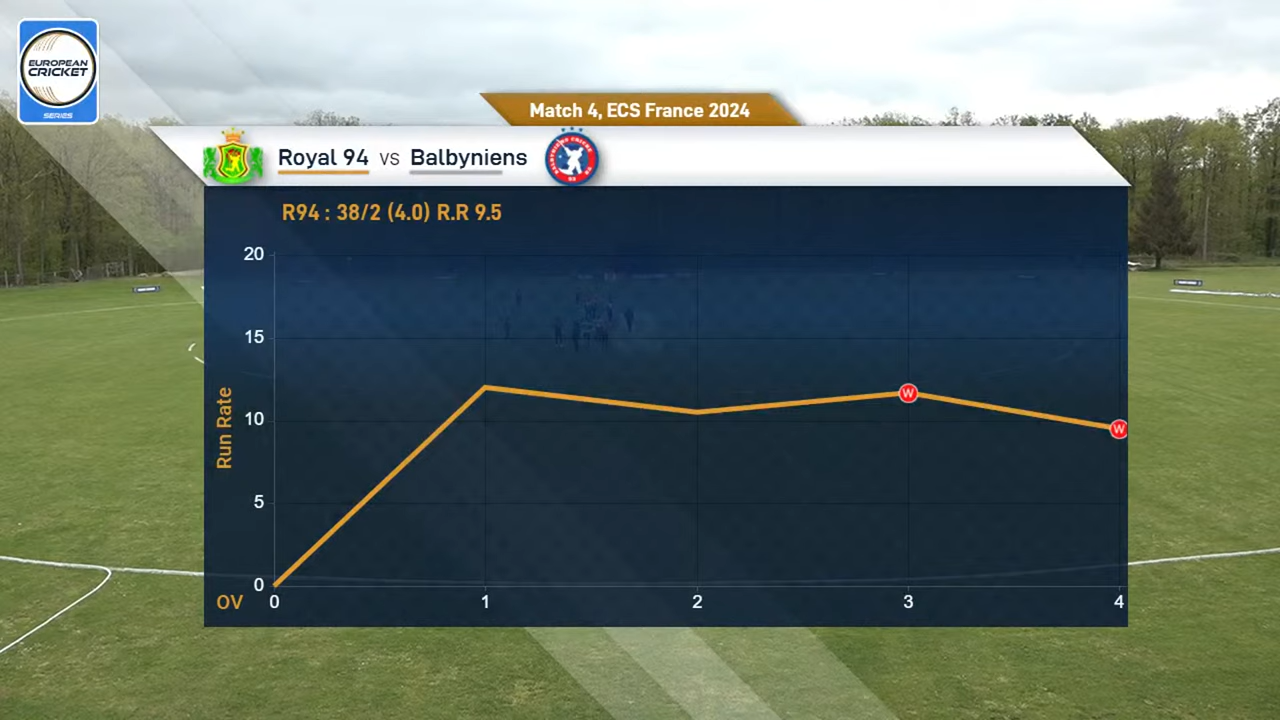 EUROPEAN
CRICKET
SERIES
Match 4, ECS France 2024
Royal 94 vs Balbyniens
R94 : 38/2 (4.0) R.R 9.5
20
15
10
5
0
Run Rate
W
W
OV 0 1 2 3 4